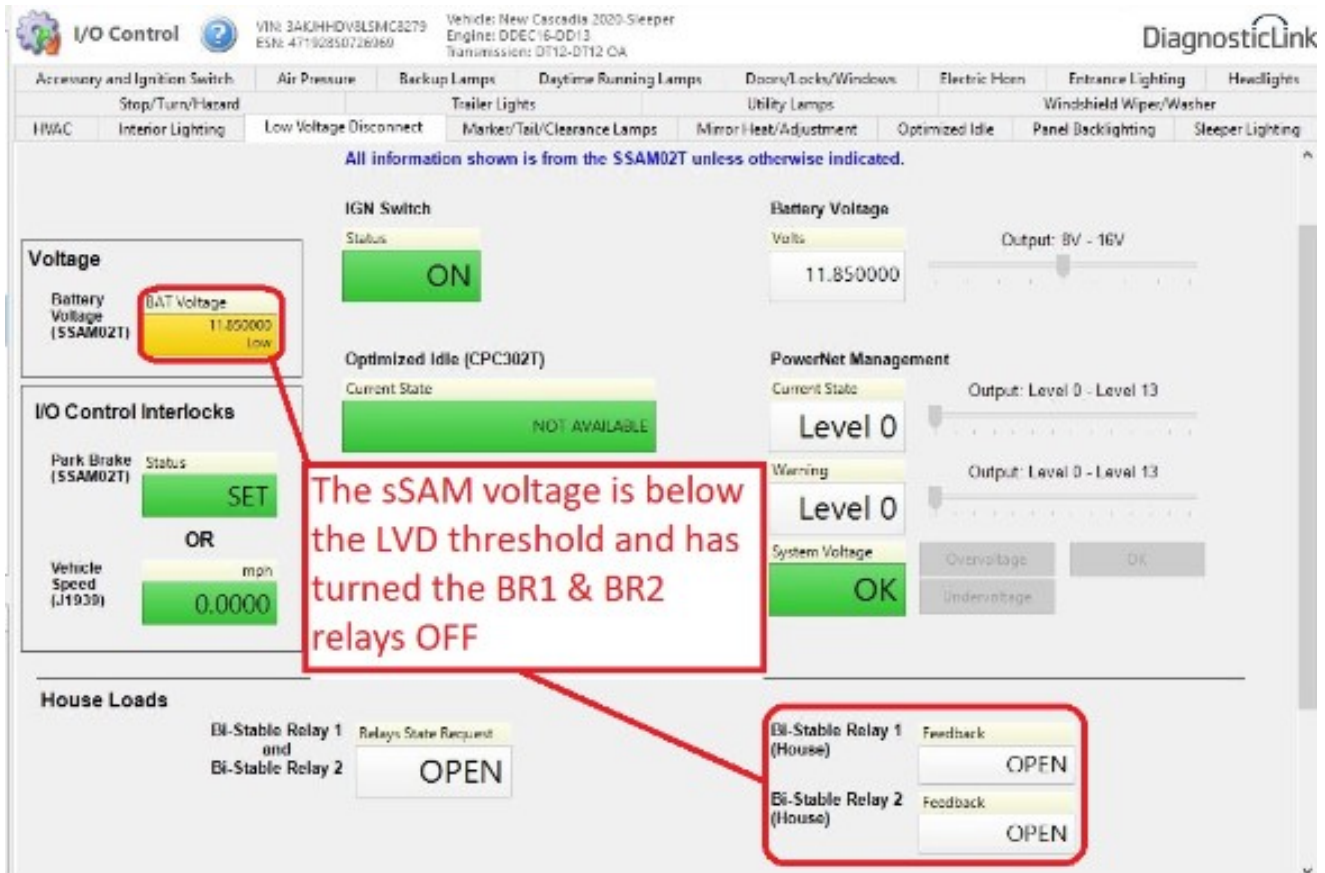 I/O Control
VIN: 3AKJHHDV8LSMC8279
ESN: 47192850726969
Vehicle: New Cascadia 2020-Sleeper
Engine: DDEC16-DD13
Transmission: DT12-DT12 OA
DiagnosticLink
Accessory and Ignition Switch Air Pressure Backup Lamps Daytime Running Lamps Doors/Locks/Windows Electric Horn Entrance Lighting Headlights
Stop/Turn/Hazard Trailer Lights Utility Lamps Windshield Wiper/Washer
HVAC Interior Lighting Low Voltage Disconnect Marker/Tail/Clearance Lamps Mirror Heat/Adjustment Optimized Idle Panel Backlighting Sleeper Lighting
All information shown is from the SSAM02T unless otherwise indicated.
Voltage
Battery
Voltage
(SSAM02T)
BAT Voltage
11.850000
Low
I/O Control Interlocks
Park Brake
(SSAM02T)
Status
SET
OR
Vehicle
Speed
(J1939)
mph
0.0000
IGN Switch
Status
ON
Optimized Idle (CPC302T)
Current State
NOT AVAILABLE
Battery Voltage
Volts
11.850000
Output: 8V - 16V
PowerNet Management
Current State
Level 0
Output: Level 0 - Level 13
Warning
Level 0
Output: Level 0 - Level 13
System Voltage
OK
Overvoltage
OK
Undervoltage
The sSAM voltage is below
the LVD threshold and has
turned the BR1 & BR2
relays OFF
House Loads
Bi-Stable Relay 1
and
Bi-Stable Relay 2
Relays State Request
OPEN
Bi-Stable Relay 1
(House)
Feedback
OPEN
Bi-Stable Relay 2
(House)
Feedback
OPEN